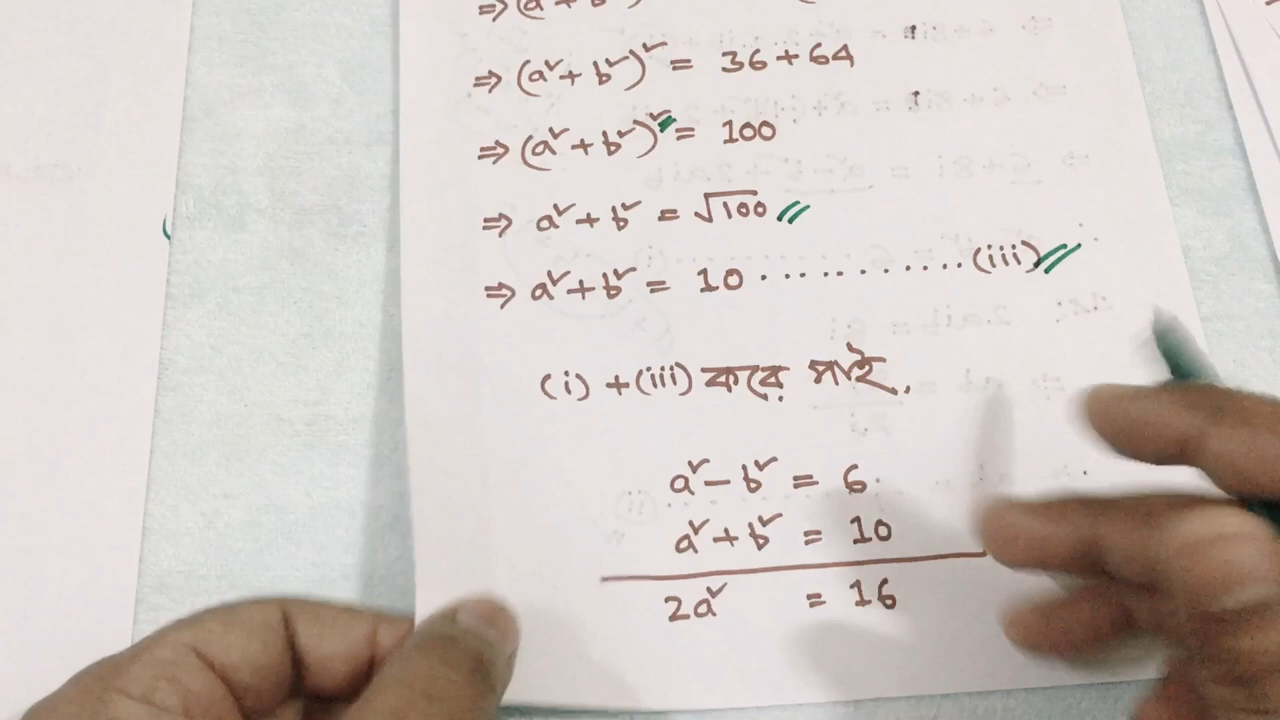 ⇒(a² + b²)² = 36 + 64
⇒(a² + b²)² = 100
⇒ a² + b² = √100
⇒ a² + b² = 10 ............(iii)
(i) + (iii) করে পাই,
a² − b² = 6
a² + b² = 10
2a² = 16